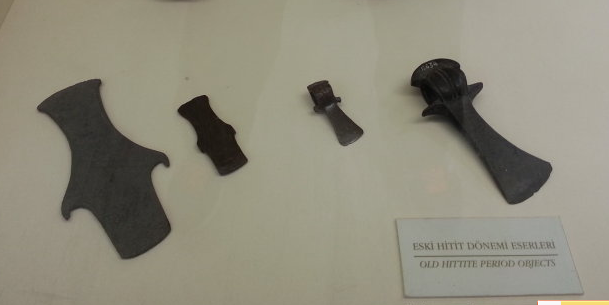 ESKİ HİTİT DÖNEMİ ESERLERİ
OLD HITTITE PERIOD OBJECTS